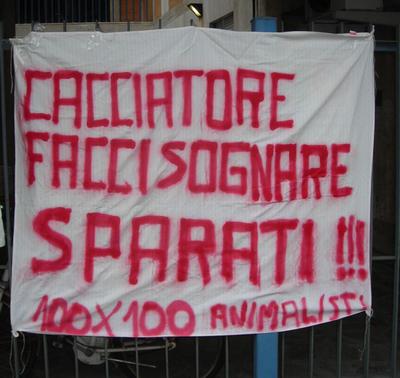 CACCIATORE
FACCI SOGNARE
SPARATI !!!
100X100 ANIMALISTI